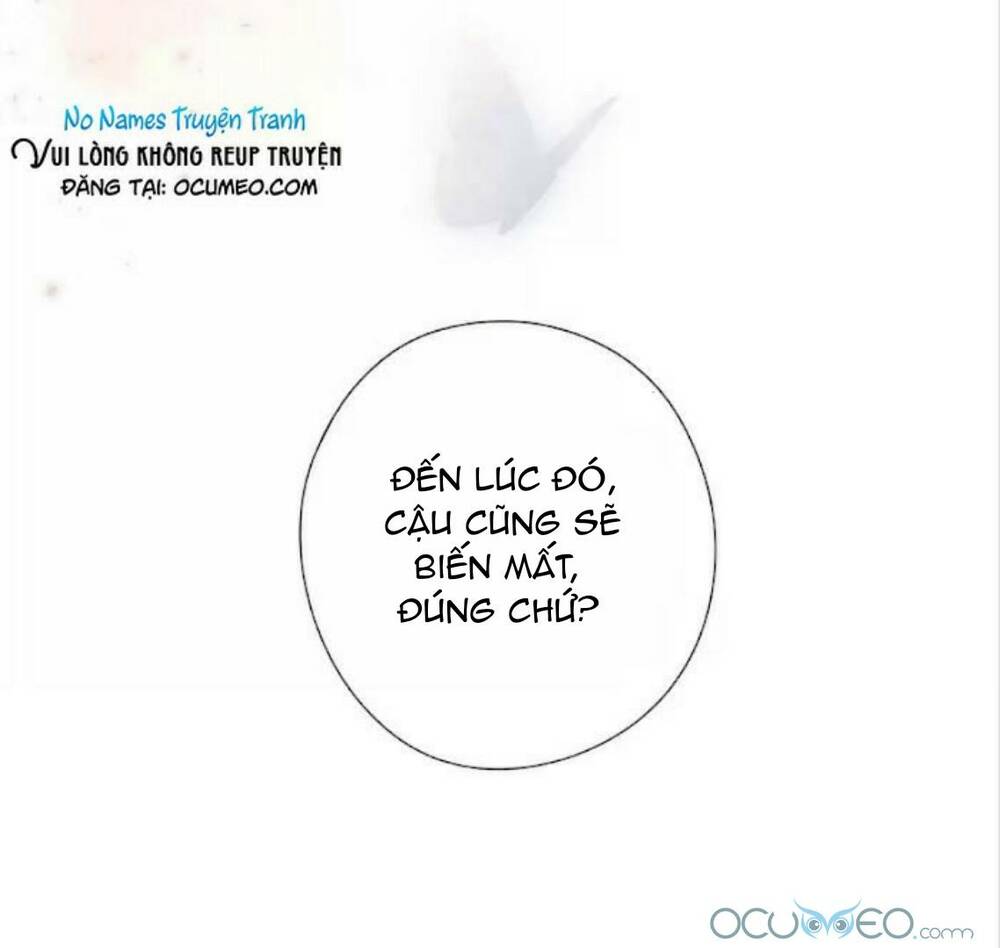 No Names Truyện Tranh
VUI LÒNG KHÔNG REUP TRUYỆN
ĐĂNG TẠI: OCUMEO.COM
ĐẾN LÚC ĐÓ,
CẬU CŨNG SẼ
BIẾN MẤT,
ĐÚNG CHỨ?
OCUMEO.comm